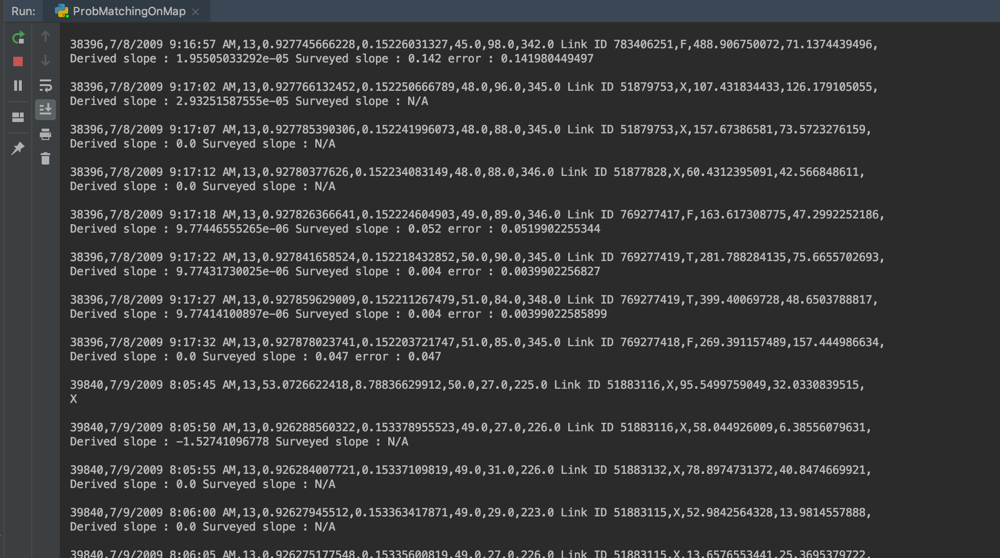 Run: ProbMatchingOnMap
38396,7/8/2009 9:16:57 AM,13,0.927745666228,0.15226031327,45.0,98.0,342.0 Link ID 783406251,F,488.906750072,71.1374439496,
Derived slope : 1.95505033292e-05 Surveyed slope : 0.142 error : 0.141980449497
38396,7/8/2009 9:17:02 AM,13,0.927766132452,0.152250666789,48.0,96.0,345.0 Link ID 51879753,X,107.431834433,126.179105055,
Derived slope : 2.93251587555e-05 Surveyed slope : N/A
38396,7/8/2009 9:17:07 AM,13,0.927785390306,0.152241996073,48.0,88.0,345.0 Link ID 51879753,X,157.67386581,73.5723276159,
Derived slope : 0.0 Surveyed slope : N/A
38396,7/8/2009 9:17:12 AM,13,0.92780377626,0.152234083149,48.0,88.0,346.0 Link ID 51877828,X,60.4312395091,42.566848611,
Derived slope : 0.0 Surveyed slope : N/A
38396,7/8/2009 9:17:18 AM,13,0.927826366641,0.152224604903,49.0,89.0,346.0 Link ID 769277417,F,163.617308775,47.2992252186,
Derived slope : 9.77446555265e-06 Surveyed slope : 0.052 error : 0.0519902255344
38396,7/8/2009 9:17:22 AM,13,0.927841658524,0.152218432852,50.0,90.0,345.0 Link ID 769277419,T,281.788284135,75.6655702693,
Derived slope : 9.77431730025e-06 Surveyed slope : 0.004 error : 0.0039902256827
38396,7/8/2009 9:17:27 AM,13,0.927859629009,0.152211267479,51.0,84.0,348.0 Link ID 769277419,T,399.40069728,48.6503788817,
Derived slope : 9.77414100897e-06 Surveyed slope : 0.004 error : 0.00399022585899
38396,7/8/2009 9:17:32 AM,13,0.927878023741,0.152203721747,51.0,85.0,345.0 Link ID 769277418,F,269.391157489,157.444986634,
Derived slope : 0.0 Surveyed slope : 0.047 error : 0.047
39840,7/9/2009 8:05:45 AM,13,53.0726622418,8.78836629912,50.0,27.0,225.0 Link ID 51883116,X,95.5499759049,32.0330839515,
X
39840,7/9/2009 8:05:50 AM,13,0.926288560322,0.153378955523,49.0,27.0,226.0 Link ID 51883116,X,58.044926009,6.38556079631,
Derived slope : -1.52741096778 Surveyed slope : N/A
39840,7/9/2009 8:05:55 AM,13,0.926284007721,0.15337109819,49.0,31.0,226.0 Link ID 51883132,X,78.8974731372,40.8474669921,
Derived slope : 0.0 Surveyed slope : N/A
39840,7/9/2009 8:06:00 AM,13,0.92627945512,0.153363417871,49.0,29.0,223.0 Link ID 51883115,X,52.9842564328,13.9814557888,
Derived slope : 0.0 Surveyed slope : N/A
39840,7/9/2009 8:06:05 AM,13,0.926275177548,0.15335600819,49.0,27.0,226.0 Link ID 51883115,X,13.6576553441,25.3695379722,